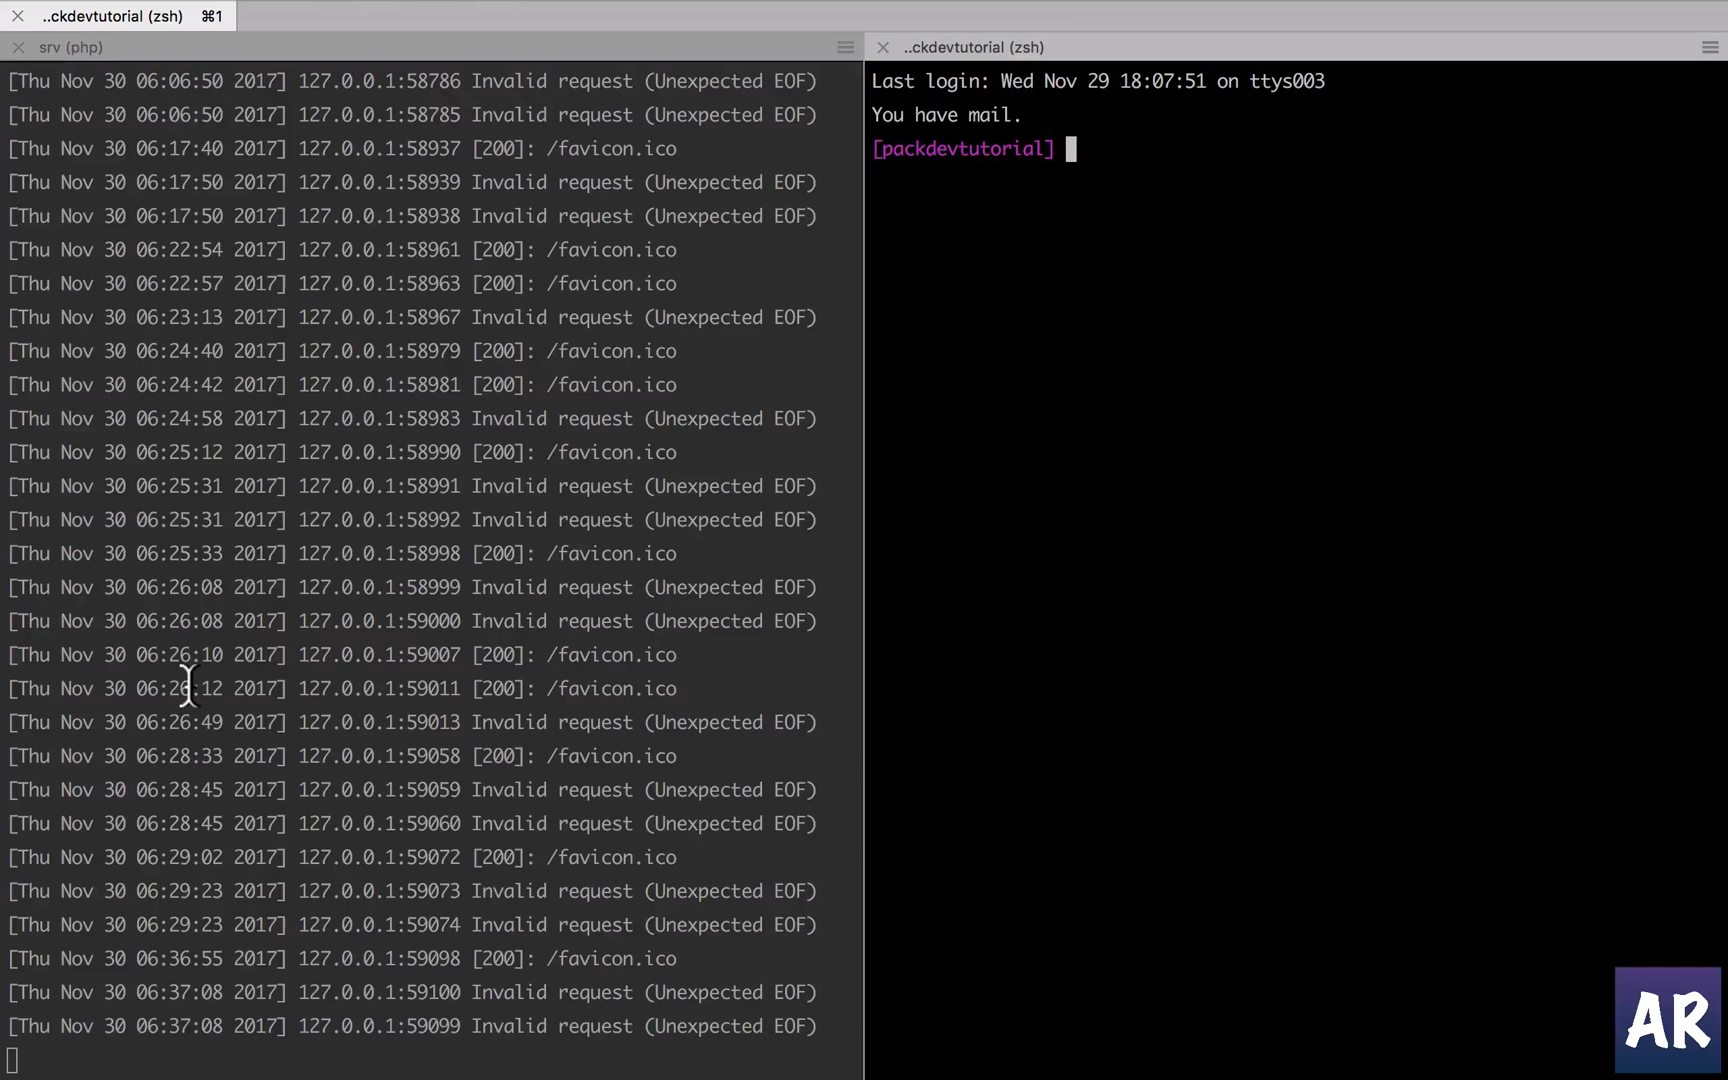 ..ckdevtutorial (zsh) ⌘1
srv (php)
[Thu Nov 30 06:06:50 2017] 127.0.0.1:58786 Invalid request (Unexpected EOF)
[Thu Nov 30 06:06:50 2017] 127.0.0.1:58785 Invalid request (Unexpected EOF)
[Thu Nov 30 06:17:40 2017] 127.0.0.1:58937 [200]: /favicon.ico
[Thu Nov 30 06:17:50 2017] 127.0.0.1:58939 Invalid request (Unexpected EOF)
[Thu Nov 30 06:17:50 2017] 127.0.0.1:58938 Invalid request (Unexpected EOF)
[Thu Nov 30 06:22:54 2017] 127.0.0.1:58961 [200]: /favicon.ico
[Thu Nov 30 06:22:57 2017] 127.0.0.1:58963 [200]: /favicon.ico
[Thu Nov 30 06:23:13 2017] 127.0.0.1:58967 Invalid request (Unexpected EOF)
[Thu Nov 30 06:24:40 2017] 127.0.0.1:58979 [200]: /favicon.ico
[Thu Nov 30 06:24:42 2017] 127.0.0.1:58981 [200]: /favicon.ico
[Thu Nov 30 06:24:58 2017] 127.0.0.1:58983 Invalid request (Unexpected EOF)
[Thu Nov 30 06:25:12 2017] 127.0.0.1:58990 [200]: /favicon.ico
[Thu Nov 30 06:25:31 2017] 127.0.0.1:58991 Invalid request (Unexpected EOF)
[Thu Nov 30 06:25:31 2017] 127.0.0.1:58992 Invalid request (Unexpected EOF)
[Thu Nov 30 06:25:33 2017] 127.0.0.1:58998 [200]: /favicon.ico
[Thu Nov 30 06:26:08 2017] 127.0.0.1:58999 Invalid request (Unexpected EOF)
[Thu Nov 30 06:26:08 2017] 127.0.0.1:59000 Invalid request (Unexpected EOF)
[Thu Nov 30 06:26:10 2017] 127.0.0.1:59007 [200]: /favicon.ico
[Thu Nov 30 06:26:12 2017] 127.0.0.1:59011 [200]: /favicon.ico
[Thu Nov 30 06:26:49 2017] 127.0.0.1:59013 Invalid request (Unexpected EOF)
[Thu Nov 30 06:28:33 2017] 127.0.0.1:59058 [200]: /favicon.ico
[Thu Nov 30 06:28:45 2017] 127.0.0.1:59059 Invalid request (Unexpected EOF)
[Thu Nov 30 06:28:45 2017] 127.0.0.1:59060 Invalid request (Unexpected EOF)
[Thu Nov 30 06:29:02 2017] 127.0.0.1:59072 [200]: /favicon.ico
[Thu Nov 30 06:29:23 2017] 127.0.0.1:59073 Invalid request (Unexpected EOF)
[Thu Nov 30 06:29:23 2017] 127.0.0.1:59074 Invalid request (Unexpected EOF)
[Thu Nov 30 06:36:55 2017] 127.0.0.1:59098 [200]: /favicon.ico
[Thu Nov 30 06:37:08 2017] 127.0.0.1:59100 Invalid request (Unexpected EOF)
[Thu Nov 30 06:37:08 2017] 127.0.0.1:59099 Invalid request (Unexpected EOF)
..ckdevtutorial (zsh)
Last login: Wed Nov 29 18:07:51 on ttys003
You have mail.
[packdevtutorial]
AR